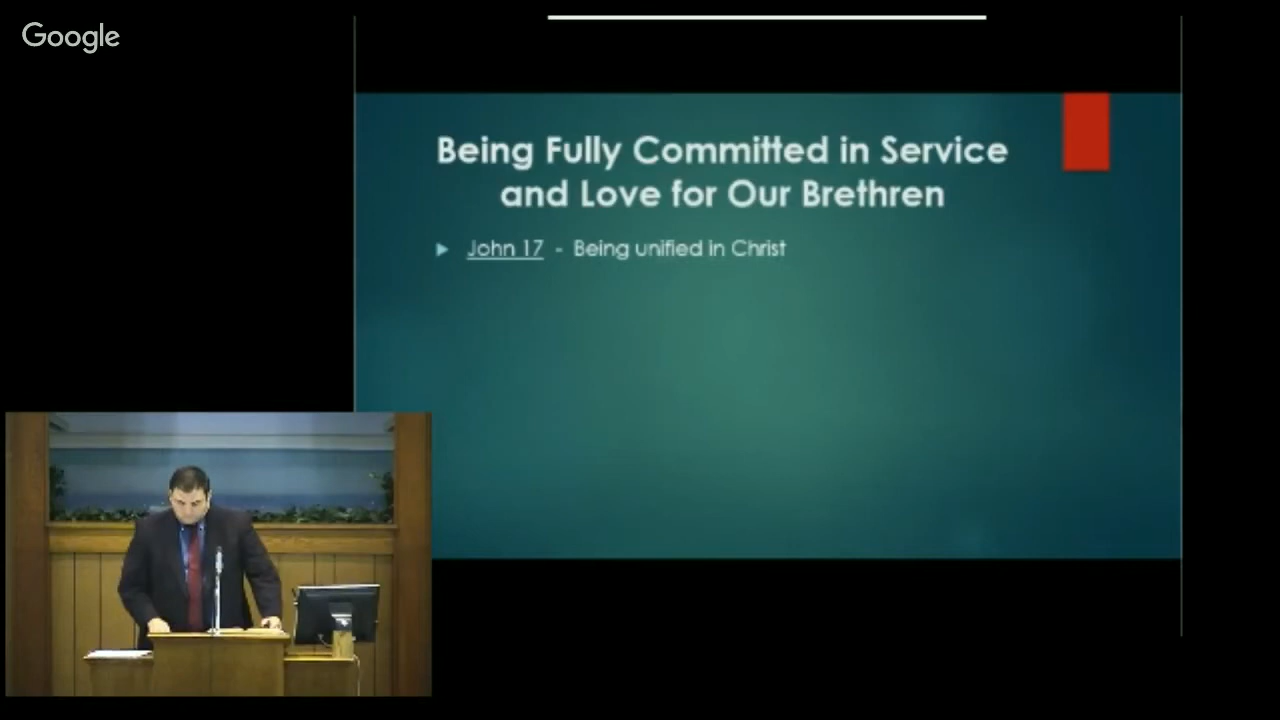 Google
Being Fully Committed in Service
and Love for Our Brethren
John 17 - Being unified in Christ